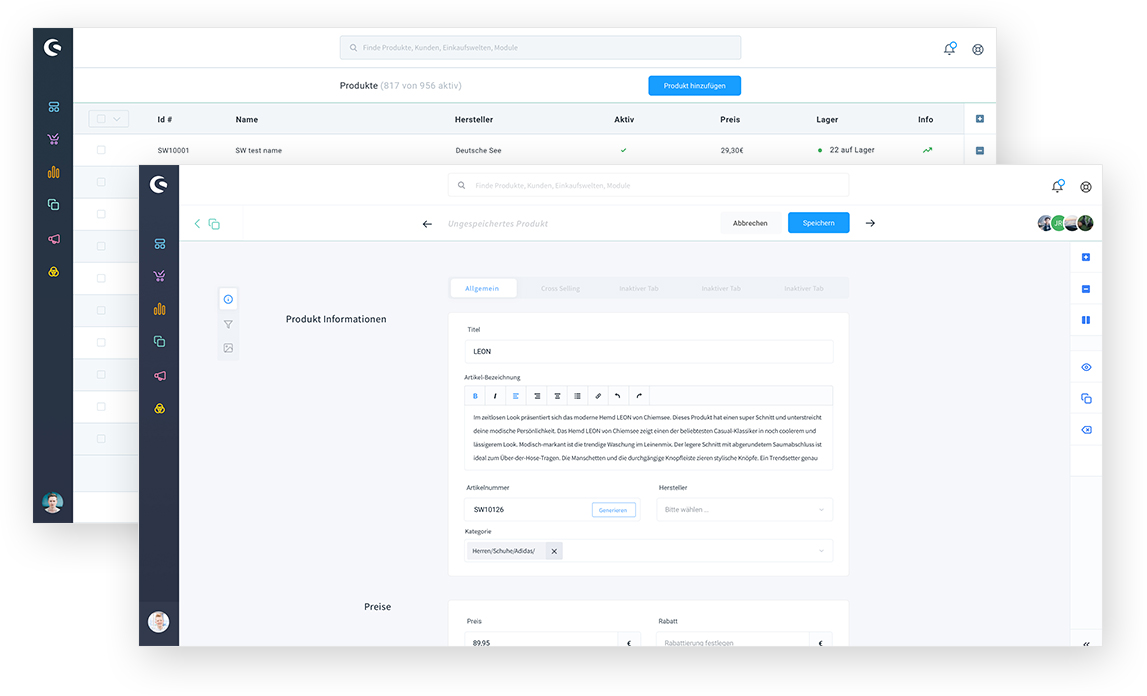 Finde Produkte, Kunden, Einkaufswelten, Module
Produkte (817 von 956 aktiv)
Produkt hinzufügen
Id # Name Hersteller Aktiv Preis Lager Info
SW10001 SW test name Deutsche See 29,30€ 22 auf Lager
Finde Produkte, Kunden, Einkaufswelten, Module
Ungespeichertes Produkt
Abbrechen
Speichern
JR
Allgemein Cross Selling Inaktiver Tab Inaktiver Tab Inaktiver Tab
Produkt Informationen
Titel
LEON
Artikel-Bezeichnung
B I
Im zeitlosen Look präsentiert sich das moderne Hemd LEON von Chiemsee. Dieses Produkt hat einen super Schnitt und unterstreicht
deine modische Persönlichkeit. Das Hemd LEON von Chiemsee zeigt einen der beliebtesten Casual-Klassiker in noch coolerem und
lässigerem Look. Modisch-markant ist die trendige Waschung im Leinenmix. Der legere Schnitt mit abgerundetem Saumabschluss ist
ideal zum Über-der-Hose-Tragen. Die Manschetten und die durchgängige Knopfleiste zieren stylische Knöpfe. Ein Trendsetter genau
Artikelnummer Hersteller
SW10126 Generieren Bitte wählen ...
Kategorie
Herren/Schuhe/Adidas/
Preise
Preis Rabatt
89,95 € Rabattierung festlegen €